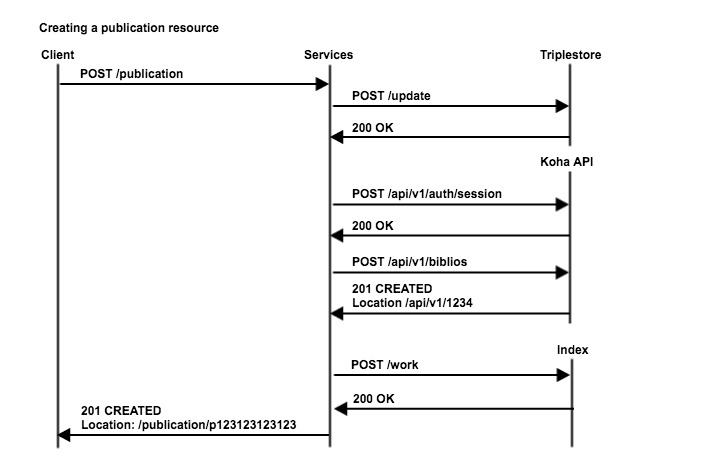 Creating a publication resource
Client
Services
Triplestore
POST /publication
POST /update
200 OK
Koha API
POST /api/v1/auth/session
200 OK
POST /api/v1/biblios
201 CREATED
Location /api/v1/1234
Index
POST /work
200 OK
201 CREATED
Location: /publication/p123123123123